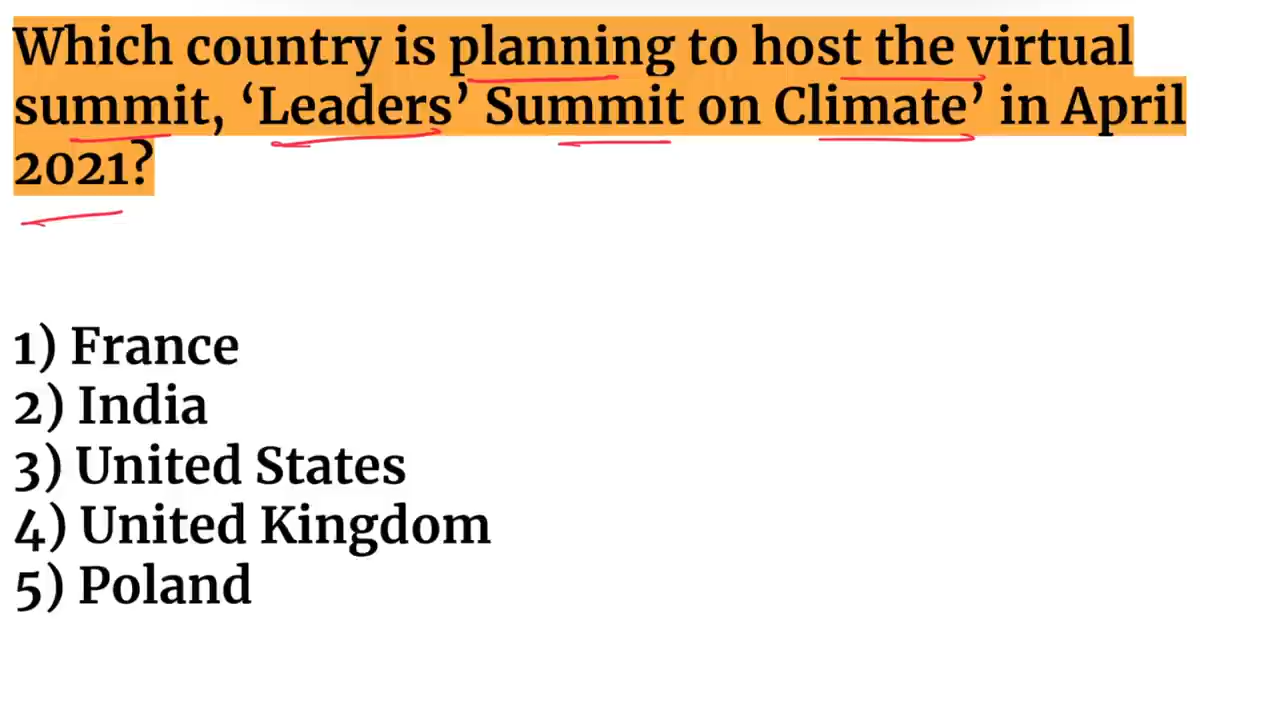 Which country is planning to host the virtual
summit, ‘Leaders’ Summit on Climate’ in April
2021?
1) France
2) India
3) United States
4) United Kingdom
5) Poland